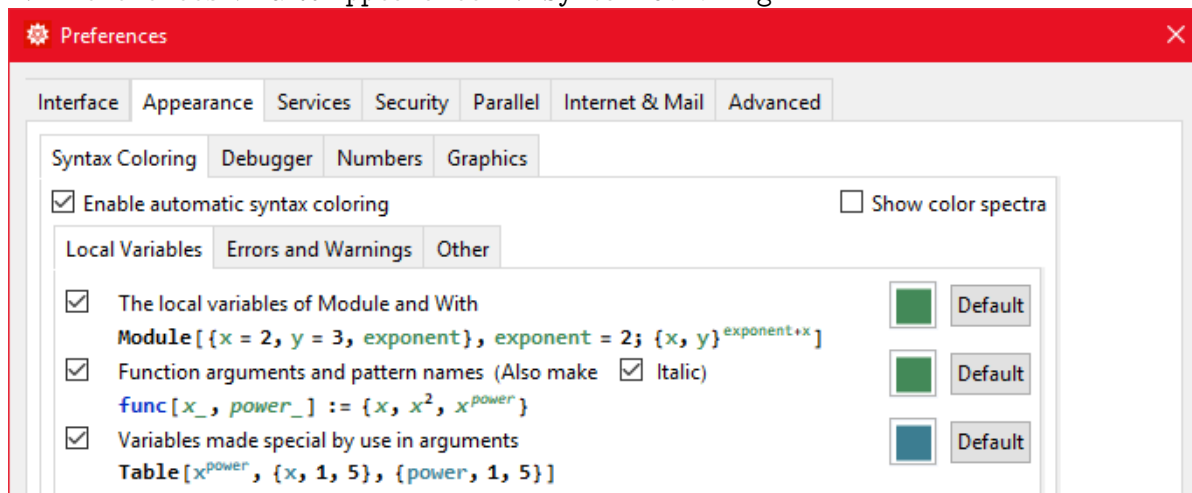 Preferences
Interface Appearance Services Security Parallel Internet & Mail Advanced
Syntax Coloring Debugger Numbers Graphics
Enable automatic syntax coloring Show color spectra
Local Variables Errors and Warnings Other
The local variables of Module and With Default
Module[{x = 2, y = 3, exponent}, exponent = 2; {x, y}^exponent+x]
Function arguments and pattern names (Also make Italic) Default
func[x_, power_] := {x, x², x^power}
Variables made special by use in arguments Default
Table[x^power, {x, 1, 5}, {power, 1, 5}]